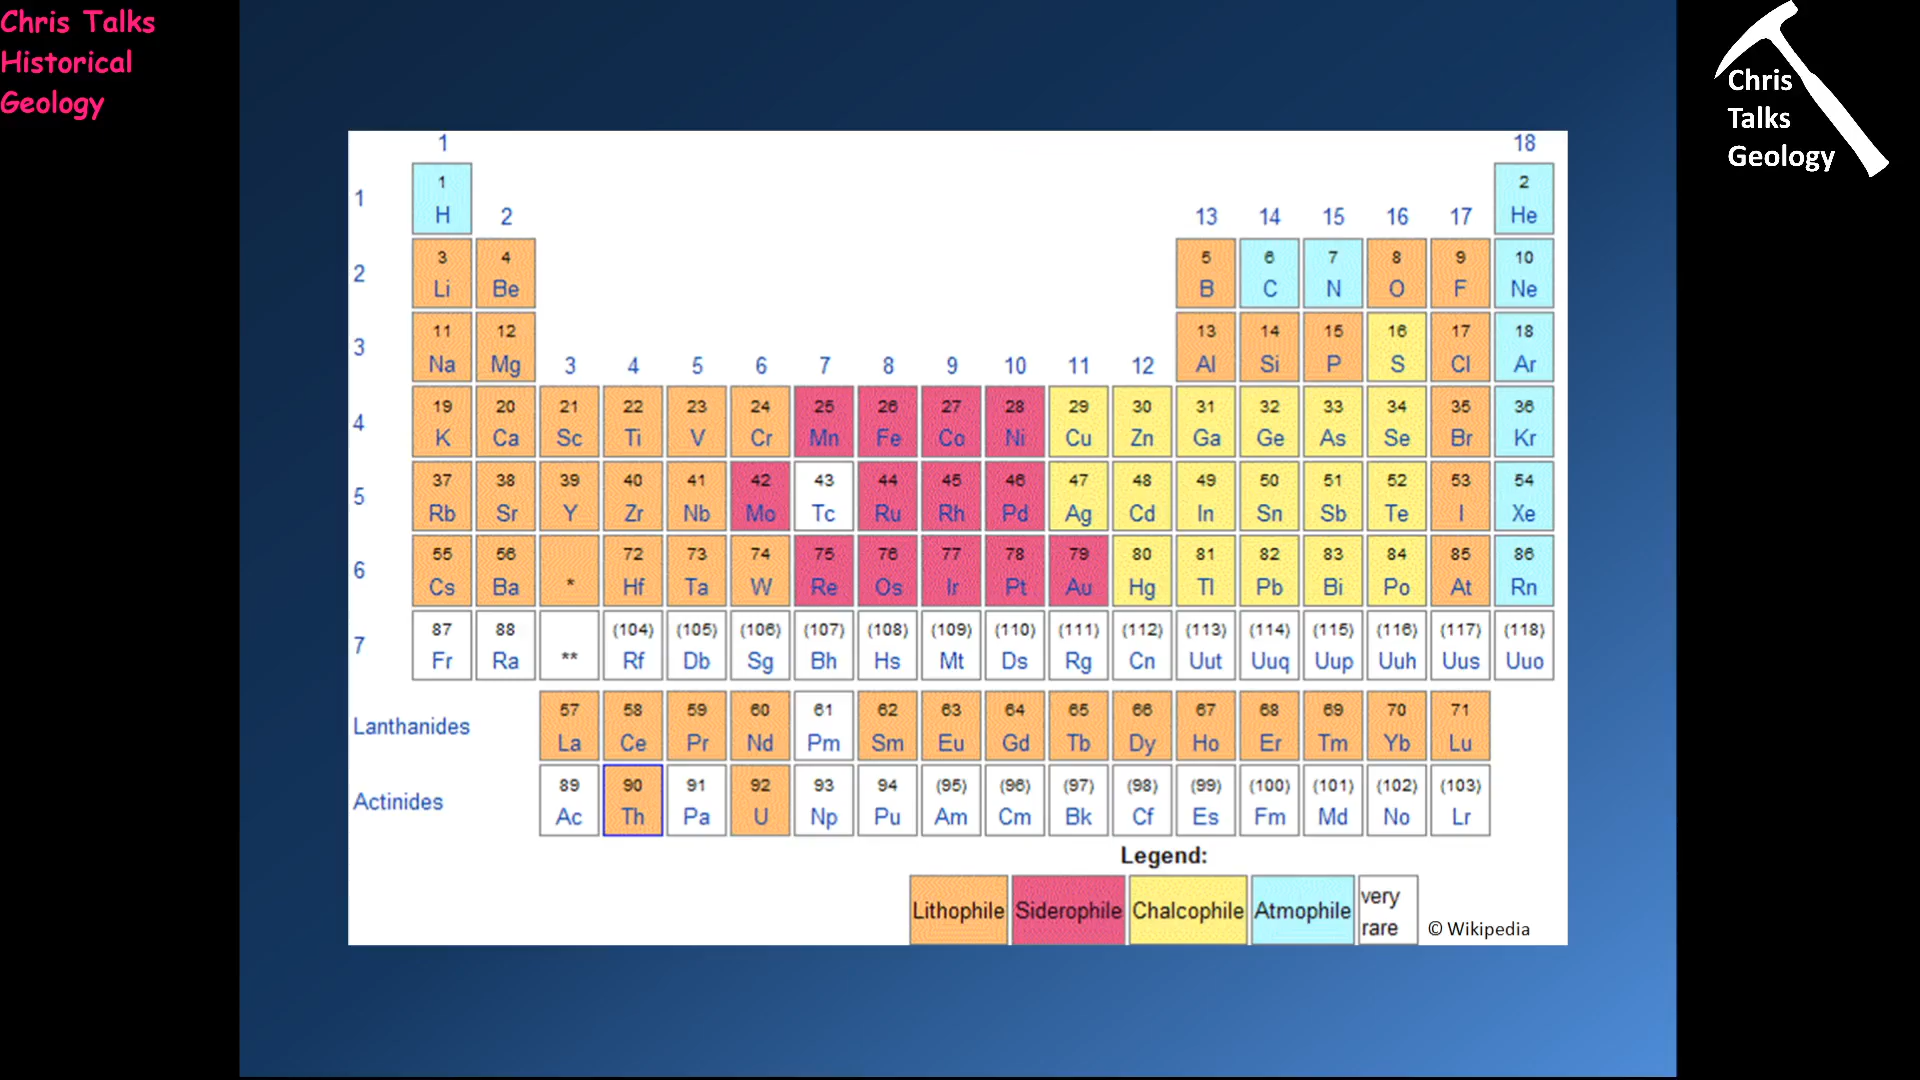 Chris Talks
Historical
Geology
Chris
Talks
Geology
1 18
1 H 2 He
1
2 13 14 15 16 17
3 Li 4 Be 5 B 6 C 7 N 8 O 9 F 10 Ne
2
11 Na 12 Mg 13 Al 14 Si 15 P 16 S 17 Cl 18 Ar
3
3 4 5 6 7 8 9 10 11 12
19 K 20 Ca 21 Sc 22 Ti 23 V 24 Cr 25 Mn 26 Fe 27 Co 28 Ni 29 Cu 30 Zn 31 Ga 32 Ge 33 As 34 Se 35 Br 36 Kr
4
37 Rb 38 Sr 39 Y 40 Zr 41 Nb 42 Mo 43 Tc 44 Ru 45 Rh 46 Pd 47 Ag 48 Cd 49 In 50 Sn 51 Sb 52 Te 53 I 54 Xe
5
55 Cs 56 Ba * 72 Hf 73 Ta 74 W 75 Re 76 Os 77 Ir 78 Pt 79 Au 80 Hg 81 Tl 82 Pb 83 Bi 84 Po 85 At 86 Rn
6
87 Fr 88 Ra ** (104) Rf (105) Db (106) Sg (107) Bh (108) Hs (109) Mt (110) Ds (111) Rg (112) Cn (113) Uut (114) Uuq (115) Uup (116) Uuh (117) Uus (118) Uuo
7
Lanthanides
57 La 58 Ce 59 Pr 60 Nd 61 Pm 62 Sm 63 Eu 64 Gd 65 Tb 66 Dy 67 Ho 68 Er 69 Tm 70 Yb 71 Lu
Actinides
89 Ac 90 Th 91 Pa 92 U 93 Np 94 Pu (95) Am (96) Cm (97) Bk (98) Cf (99) Es (100) Fm (101) Md (102) No (103) Lr
Legend:
Lithophile Siderophile Chalcophile Atmophile very rare
© Wikipedia